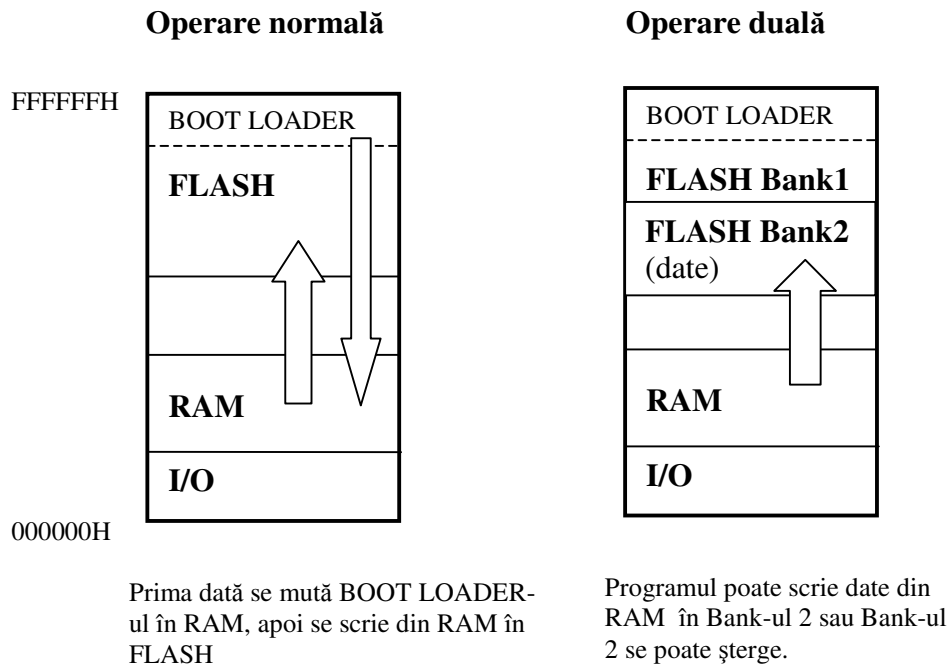 Operare normală
FFFFFFH
BOOT LOADER
FLASH
RAM
I/O
000000H
Prima dată se mută BOOT LOADER-
ul în RAM, apoi se scrie din RAM în
FLASH
Operare duală
BOOT LOADER
FLASH Bank1
FLASH Bank2
(date)
RAM
I/O
Programul poate scrie date din
RAM în Bank-ul 2 sau Bank-ul
2 se poate şterge.